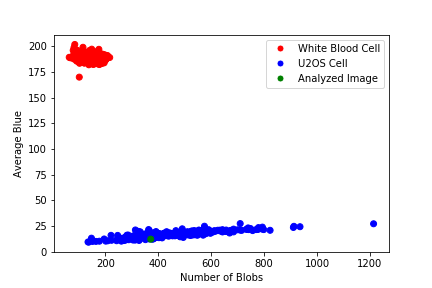 White Blood Cell
U2OS Cell
Analyzed Image
200
175
150
125
100
75
50
25
0
Average Blue
200 400 600 800 1000 1200
Number of Blobs